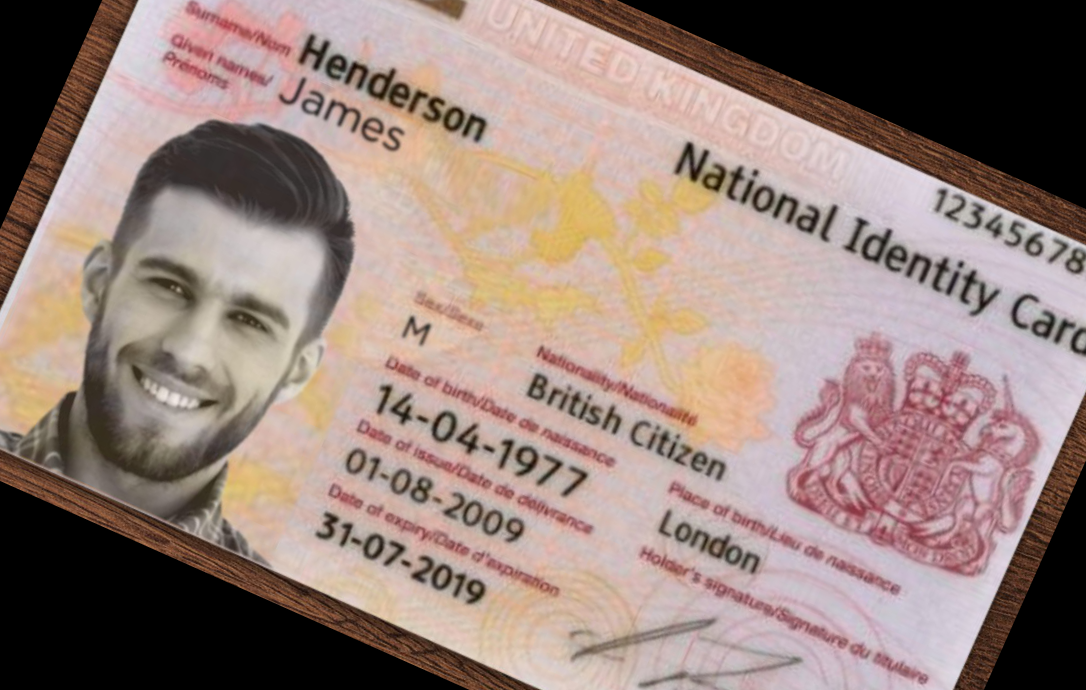 UNITED KINGDOM
Surname/Nom
Henderson
Given names/
Prénoms
James
National Identity Card
12345678
Sex/Sexe
M
Nationality/Nationalité
British Citizen
Date of birth/Date de naissance
14-04-1977
Date of issue/Date de délivrance
01-08-2009
Place of birth/Lieu de naissance
London
Date of expiry/Date d'expiration
31-07-2019
Holder's signature/Signature du titulaire